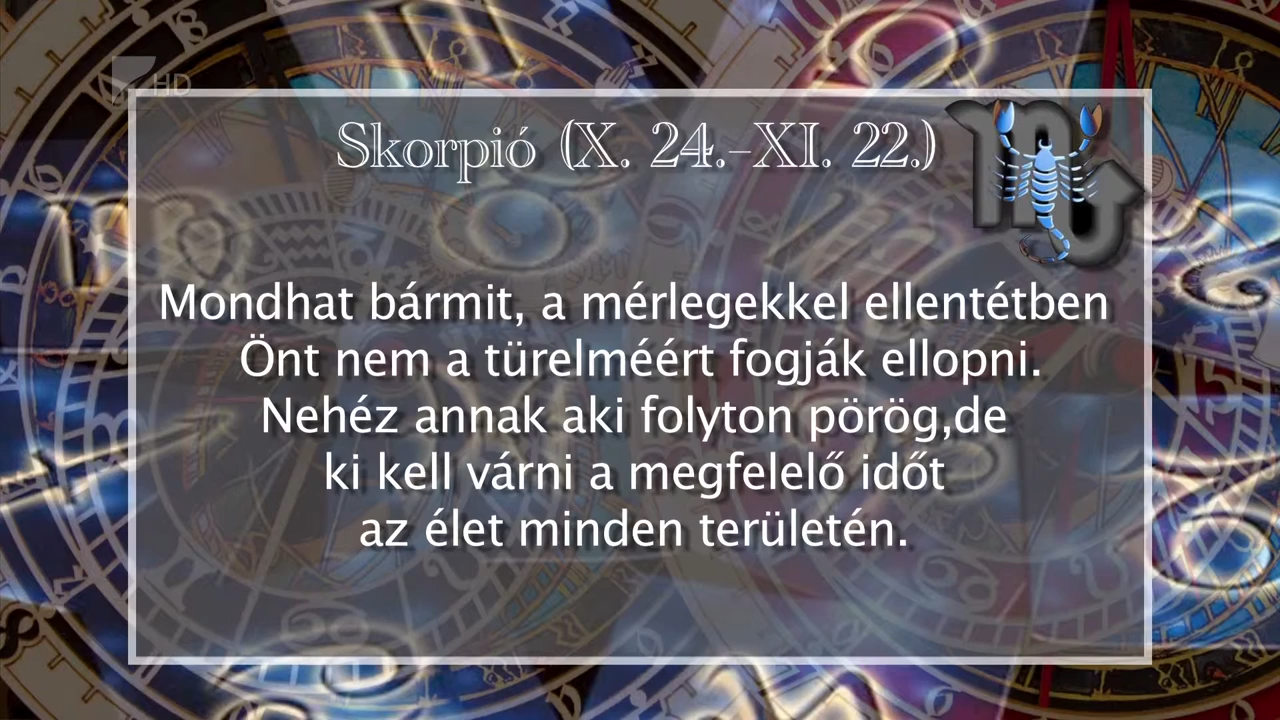 HD
Skorpió (X. 24.-XI. 22.)
Mondhat bármit, a mérlegekkel ellentétben
Önt nem a türelméért fogják ellopni.
Nehéz annak aki folyton pörög,de
ki kell várni a megfelelő időt
az élet minden területén.